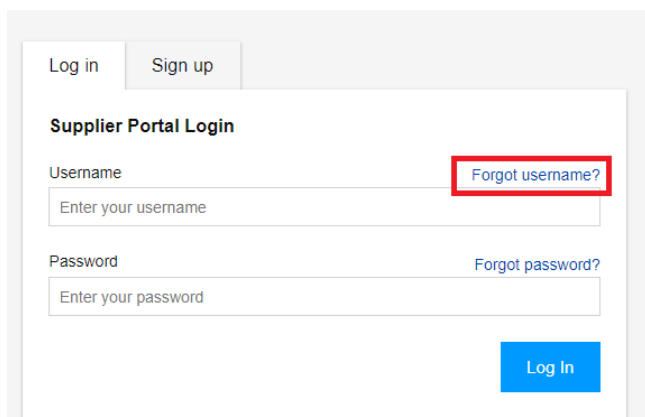 Log in Sign up
Supplier Portal Login
Username Forgot username?
Enter your username
Password Forgot password?
Enter your password
Log In